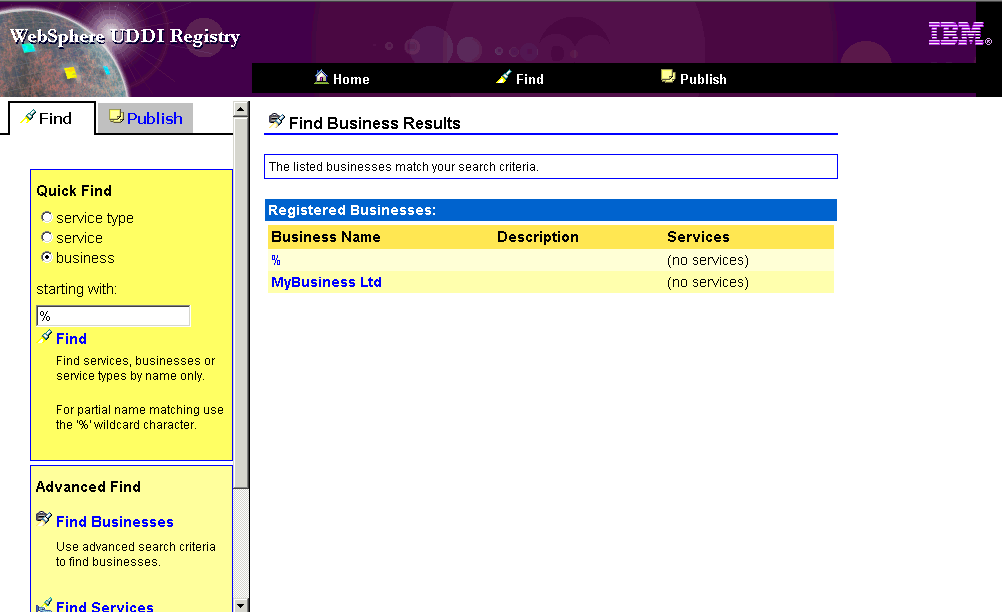 WebSphere UDDI Registry
IBM®
Home Find Publish
Find Publish
Quick Find
service type
service
business
starting with:
%
Find
Find services, businesses or
service types by name only.
For partial name matching use
the '%' wildcard character.
Advanced Find
Find Businesses
Use advanced search criteria
to find businesses.
Find Services
Find Business Results
The listed businesses match your search criteria.
Registered Businesses:
Business Name Description Services
% (no services)
MyBusiness Ltd (no services)